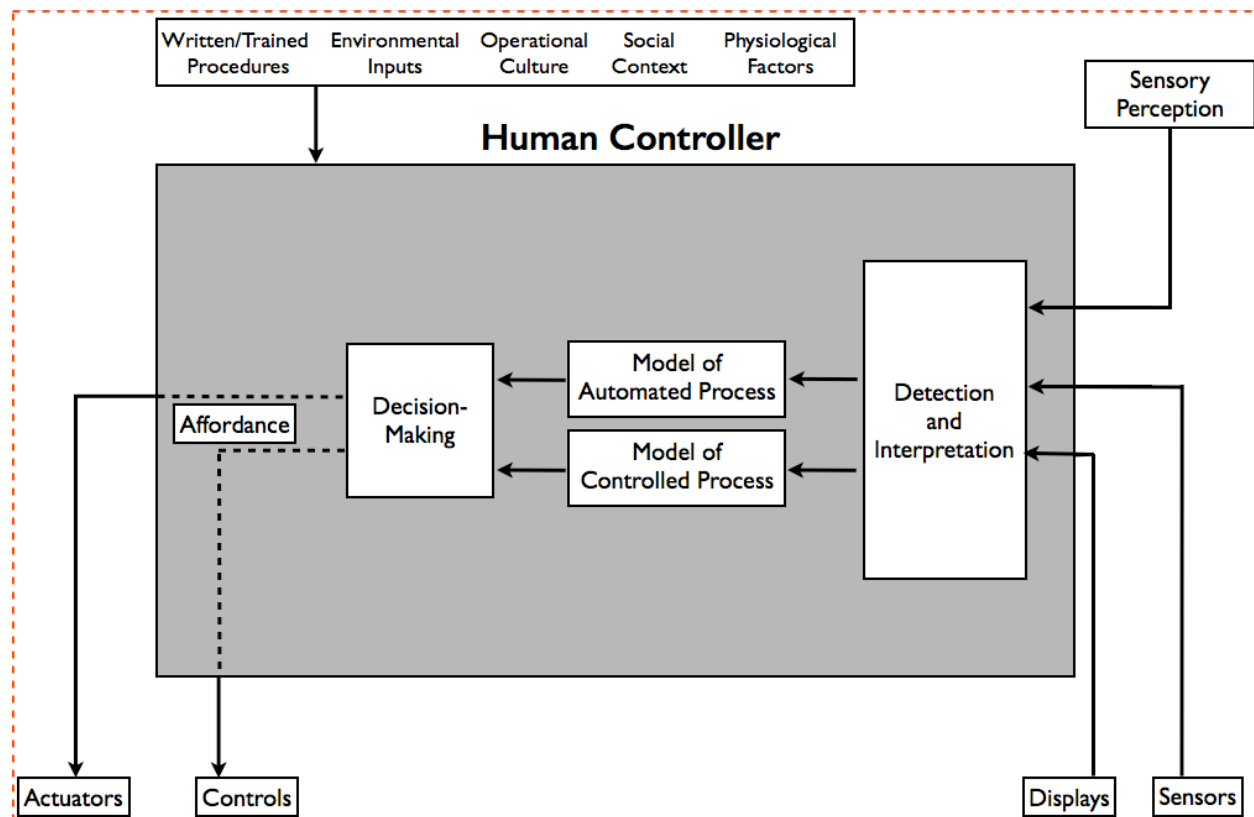 Written/Trained Procedures
Environmental Inputs
Operational Culture
Social Context
Physiological Factors
Sensory
Perception
Human Controller
Model of
Automated Process
Decision-
Making
Affordance
Model of
Controlled Process
Detection
and
Interpretation
Actuators
Controls
Displays
Sensors